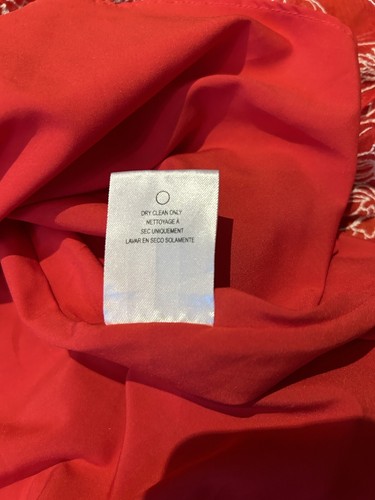 DRY CLEAN ONLY
NETTOYAGE A
SEC UNIQUEMENT
LAVAR EN SECO SOLAMENTE